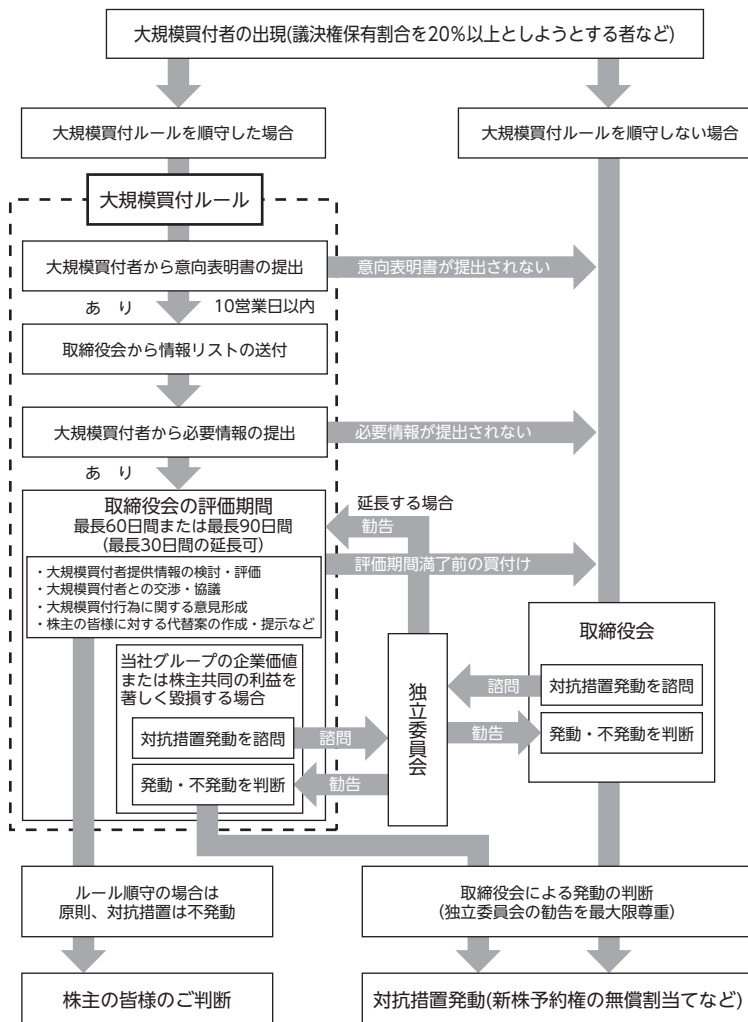 大規模買付者の出現(議決権保有割合を20%以上としようとする者など)
大規模買付ルールを順守した場合
大規模買付ルールを順守しない場合
大規模買付ルール
大規模買付者から意向表明書の提出
意向表明書が提出されない
あ り
10営業日以内
取締役会から情報リストの送付
大規模買付者から必要情報の提出
必要情報が提出されない
あ り
取締役会の評価期間
最長60日間または最長90日間
(最長30日間の延長可)
延長する場合
勧告
・大規模買付者提供情報の検討・評価
・大規模買付者との交渉・協議
・大規模買付行為に関する意見形成
・株主の皆様に対する代替案の作成・提示など
評価期間満了前の買付け
当社グループの企業価値
または株主共同の利益を
著しく毀損する場合
対抗措置発動を諮問
諮問
発動・不発動を判断
勧告
独立委員会
取締役会
諮問
対抗措置発動を諮問
勧告
発動・不発動を判断
ルール順守の場合は
原則、対抗措置は不発動
取締役会による発動の判断
(独立委員会の勧告を最大限尊重)
株主の皆様のご判断
対抗措置発動(新株予約権の無償割当てなど)